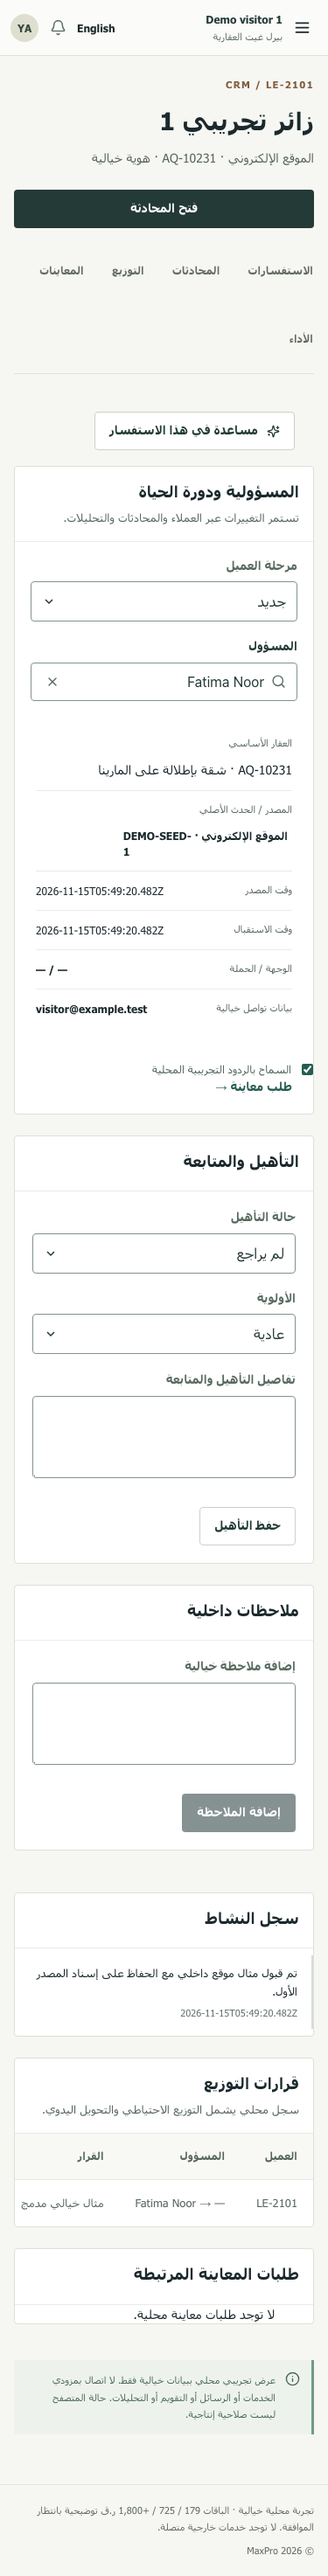 Demo visitor 1
بيرل غيت العقارية
English
YA
CRM / LE-2101
زائر تجريبي 1
الموقع الإلكتروني · AQ-10231 · هوية خيالية
فتح المحادثة
الاستفسارات
المحادثات
التوزيع
المعاينات
الأداء
مساعدة في هذا الاستفسار
المسؤولية ودورة الحياة
تستمر التغييرات عبر العملاء والمحادثات والتحليلات.
مرحلة العميل
جديد
المسؤول
Fatima Noor
العقار الأساسي
AQ-10231 · شقة بإطلالة على المارينا
المصدر / الحدث الأصلي
الموقع الإلكتروني · DEMO-SEED-
1
وقت المصدر
2026-11-15T05:49:20.482Z
وقت الاستقبال
2026-11-15T05:49:20.482Z
الوجهة / الحملة
— / —
بيانات تواصل خيالية
visitor@example.test
السماح بالردود التجريبية المحلية
طلب معاينة →
التأهيل والمتابعة
حالة التأهيل
لم يراجع
الأولوية
عادية
تفاصيل التأهيل والمتابعة
حفظ التأهيل
ملاحظات داخلية
إضافة ملاحظة خيالية
إضافة الملاحظة
سجل النشاط
تم قبول مثال موقع داخلي مع الحفاظ على إسناد المصدر
الأول.
2026-11-15T05:49:20.482Z
قرارات التوزيع
سجل محلي يشمل التوزيع الاحتياطي والتحويل اليدوي.
العميل
المسؤول
القرار
LE-2101
— → Fatima Noor
مثال خيالي مدمج
طلبات المعاينة المرتبطة
لا توجد طلبات معاينة محلية.
عرض تجريبي محلي ببيانات خيالية فقط. لا اتصال بمزودي
الخدمات أو الرسائل أو التقويم أو التحليلات. حالة المتصفح
ليست صلاحية إنتاجية.
تجربة محلية خيالية · الباقات 179 / 725 / +1,800 ر.ق توضيحية بانتظار
الموافقة. لا توجد خدمات خارجية متصلة.
© 2026 MaxPro